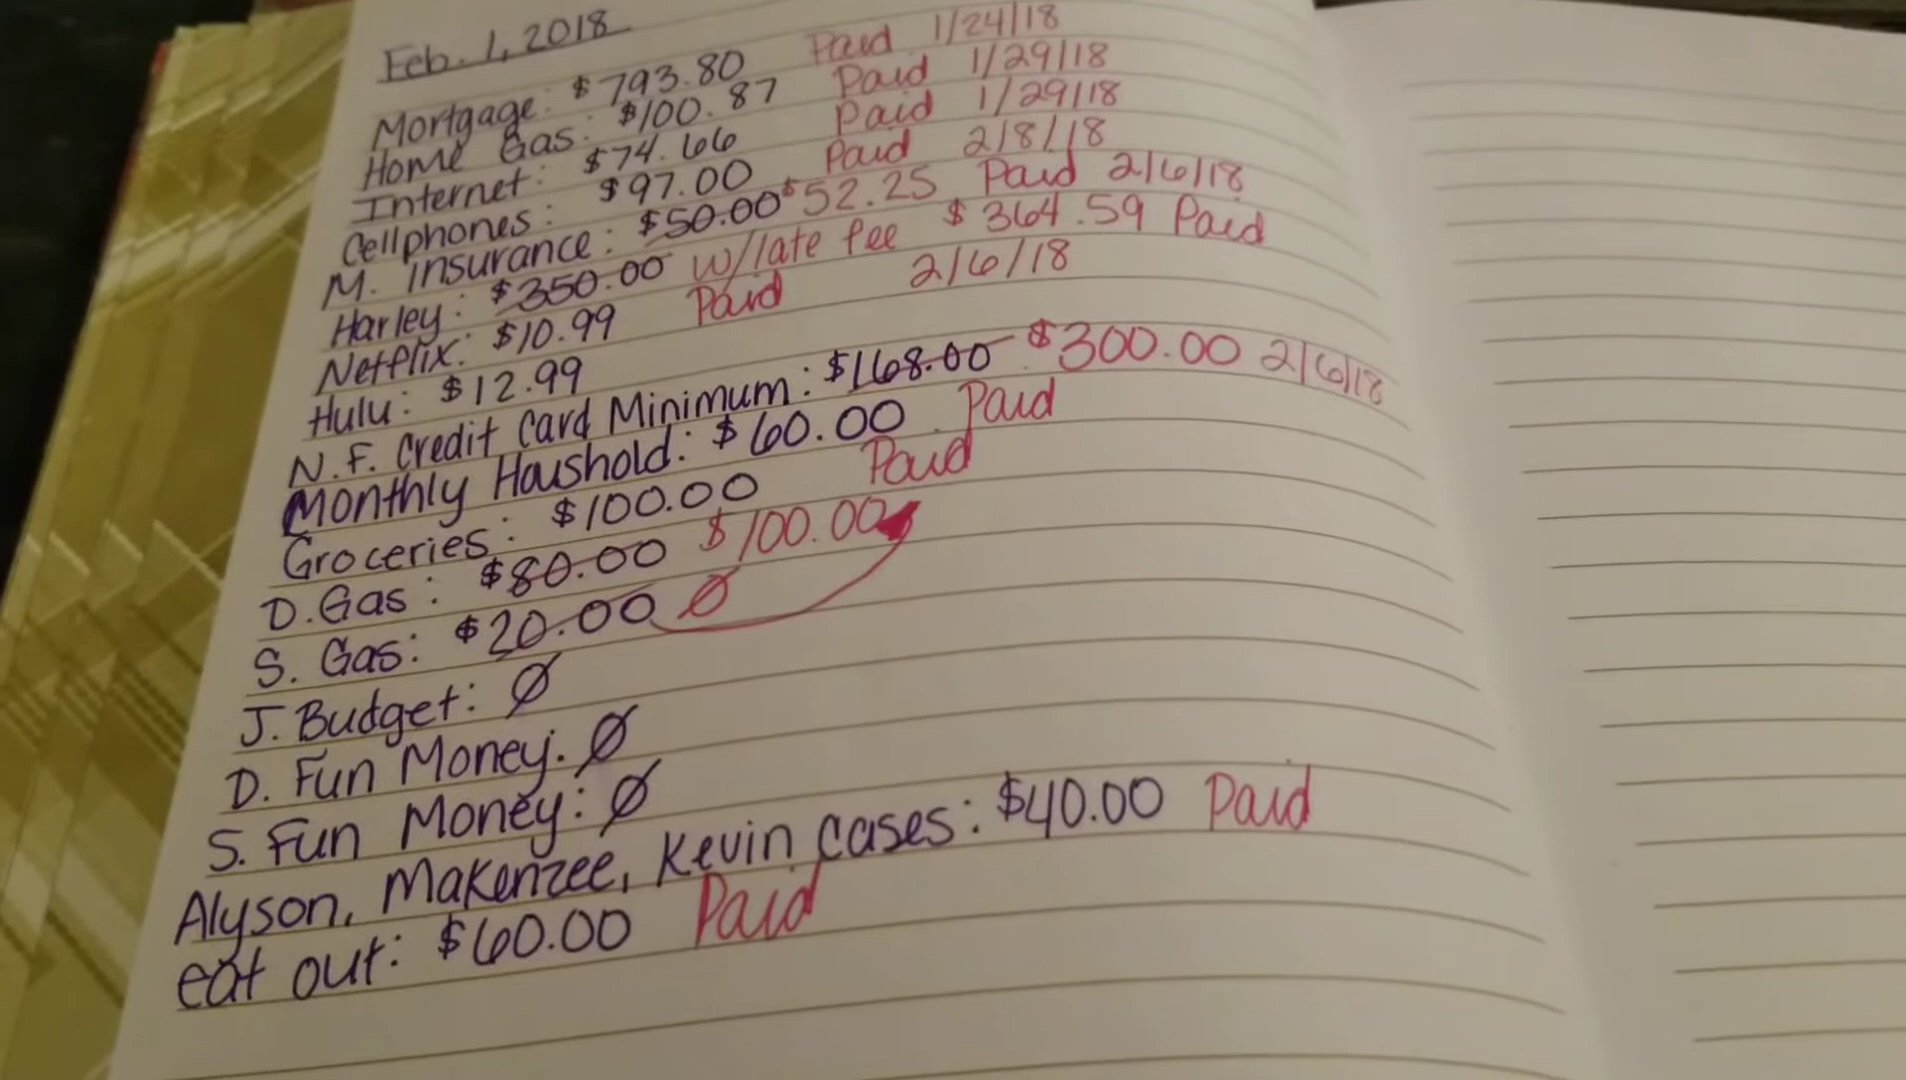 Feb. 1, 2018
Mortgage: $793.80 Paid 1/24/18
Home Gas: $100.87 Paid 1/29/18
Internet: $74.66 Paid 1/29/18
Cellphones: $97.00 Paid 2/8/18
M. Insurance: $50.00 $52.25 Paid 2/6/18
Harley: $350.00 w/late fee $364.59 Paid
Netflix: $10.99 Paid 2/6/18
Hulu: $12.99
N.F. Credit Card Minimum: $168.00 $300.00 2/6/18
Monthly Haushold: $60.00 Paid
Groceries: $100.00 Paid
D. Gas: $80.00 $100.00
S. Gas: $20.00 Ø
J. Budget: Ø
D. Fun Money: Ø
S. Fun Money: Ø
Alyson, Makenzee, Kevin cases: $40.00 Paid
eat out: $60.00 Paid